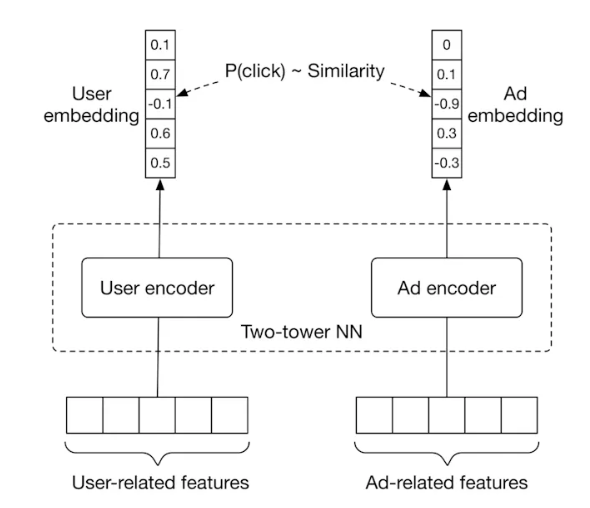 0.1
0.7
-0.1
0.6
0.5
User
embedding
P(click) ~ Similarity
0
0.1
-0.9
0.3
-0.3
Ad
embedding
User encoder
Ad encoder
Two-tower NN
User-related features
Ad-related features